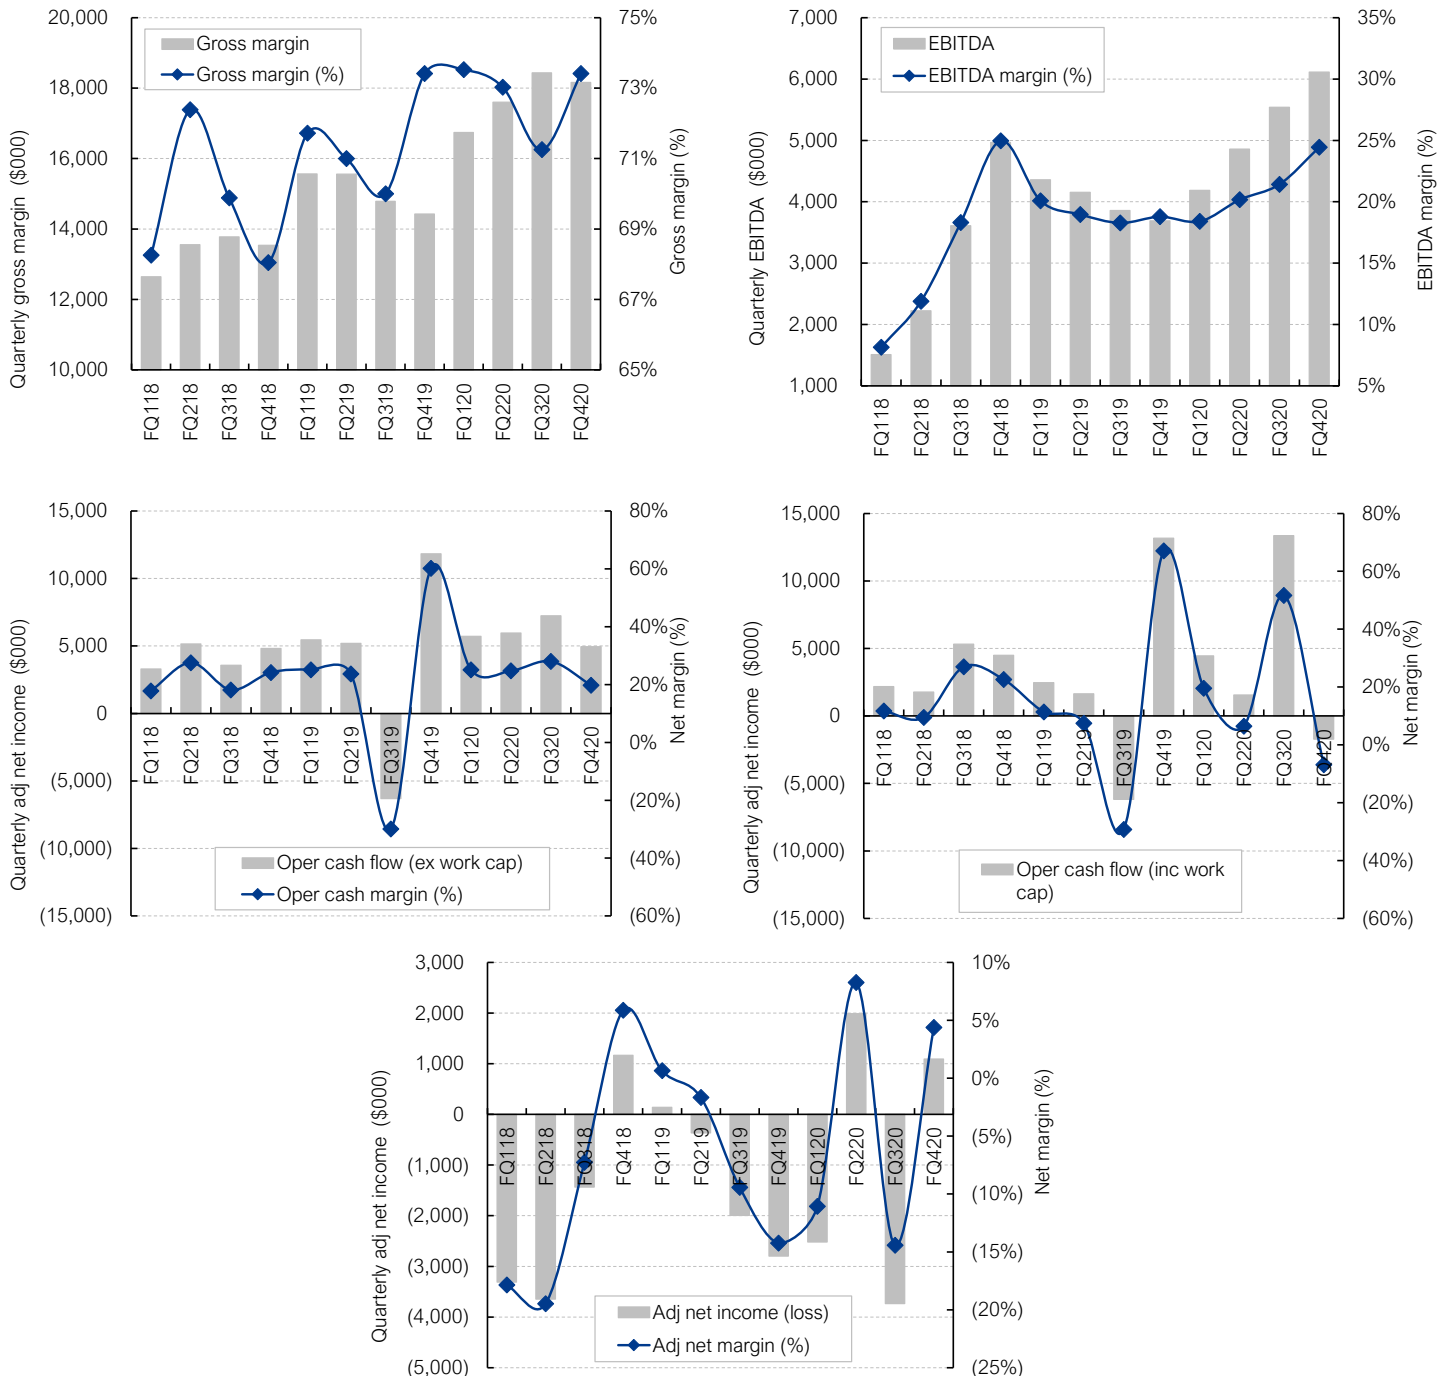 20,000
18,000
16,000
14,000
12,000
10,000
Quarterly gross margin ($000)
Gross margin
Gross margin (%)
75%
73%
71%
69%
67%
65%
Gross margin (%)
FQ118
FQ218
FQ318
FQ418
FQ119
FQ219
FQ319
FQ419
FQ120
FQ220
FQ320
FQ420
7,000
6,000
5,000
4,000
3,000
2,000
1,000
Quarterly EBITDA ($000)
EBITDA
EBITDA margin (%)
35%
30%
25%
20%
15%
10%
5%
EBITDA margin (%)
FQ118
FQ218
FQ318
FQ418
FQ119
FQ219
FQ319
FQ419
FQ120
FQ220
FQ320
FQ420
15,000
10,000
5,000
0
(5,000)
(10,000)
(15,000)
Quarterly adj net income ($000)
FQ118
FQ218
FQ318
FQ418
FQ119
FQ219
FQ319
FQ419
FQ120
FQ220
FQ320
FQ420
Oper cash flow (ex work cap)
Oper cash margin (%)
80%
60%
40%
20%
0%
(20%)
(40%)
(60%)
Net margin (%)
15,000
10,000
5,000
0
(5,000)
(10,000)
(15,000)
Quarterly adj net income ($000)
FQ118
FQ218
FQ318
FQ418
FQ119
FQ219
FQ319
FQ419
FQ120
FQ220
FQ320
FQ420
Oper cash flow (inc work
cap)
80%
60%
40%
20%
0%
(20%)
(40%)
(60%)
Net margin (%)
3,000
2,000
1,000
0
(1,000)
(2,000)
(3,000)
(4,000)
(5,000)
Quarterly adj net income ($000)
FQ118
FQ218
FQ318
FQ418
FQ119
FQ219
FQ319
FQ419
FQ120
FQ220
FQ320
FQ420
Adj net income (loss)
Adj net margin (%)
10%
5%
0%
(5%)
(10%)
(15%)
(20%)
(25%)
Net margin (%)